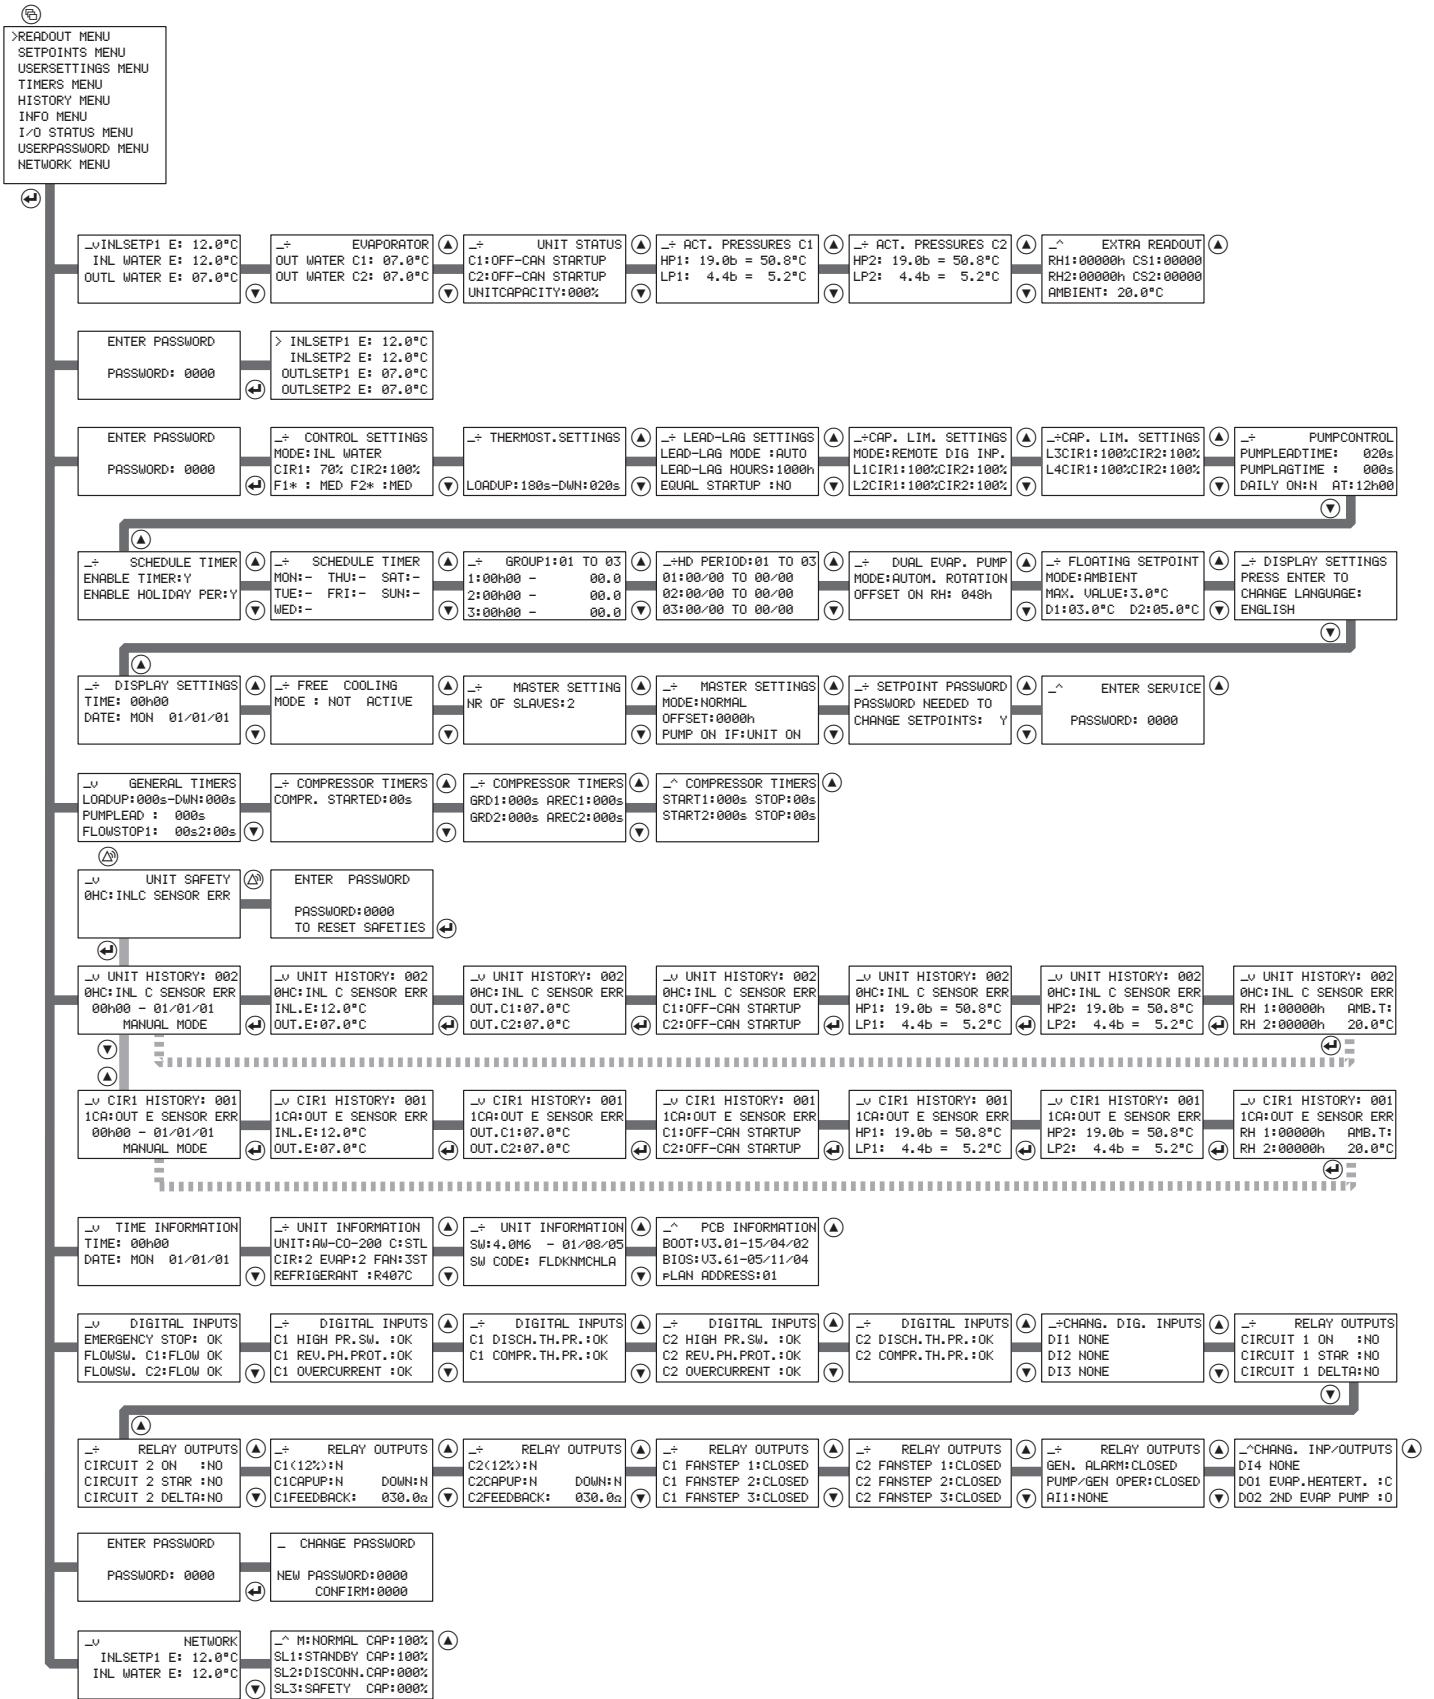 >READOUT MENU
SETPOINTS MENU
USERSETTINGS MENU
TIMERS MENU
HISTORY MENU
INFO MENU
I/O STATUS MENU
USERPASSWORD MENU
NETWORK MENU
_vINLSETP1 E: 12.0°C
INL WATER E: 12.0°C
OUTL WATER E: 07.0°C
_÷ EVAPORATOR
OUT WATER C1: 07.0°C
OUT WATER C2: 07.0°C
_÷ UNIT STATUS
C1:OFF-CAN STARTUP
C2:OFF-CAN STARTUP
UNITCAPACITY:000%
_÷ ACT. PRESSURES C1
HP1: 19.0b = 50.8°C
LP1: 4.4b = 5.2°C
_÷ ACT. PRESSURES C2
HP2: 19.0b = 50.8°C
LP2: 4.4b = 5.2°C
_^ EXTRA READOUT
RH1:00000h CS1:00000
RH2:00000h CS2:00000
AMBIENT: 20.0°C
ENTER PASSWORD
PASSWORD: 0000
> INLSETP1 E: 12.0°C
INLSETP2 E: 12.0°C
OUTLSETP1 E: 07.0°C
OUTLSETP2 E: 07.0°C
ENTER PASSWORD
PASSWORD: 0000
_÷ CONTROL SETTINGS
MODE:INL WATER
CIR1: 70% CIR2:100%
F1* : MED F2* :MED
_÷ THERMOST.SETTINGS
LOADUP:180s-DWN:020s
_÷ LEAD-LAG SETTINGS
LEAD-LAG MODE :AUTO
LEAD-LAG HOURS:1000h
EQUAL STARTUP :NO
_÷CAP. LIM. SETTINGS
MODE:REMOTE DIG INP.
L1CIR1:100%CIR2:100%
L2CIR1:100%CIR2:100%
_÷CAP. LIM. SETTINGS
L3CIR1:100%CIR2:100%
L4CIR1:100%CIR2:100%
_÷ PUMPCONTROL
PUMPLEADTIME: 020s
PUMPLAGTIME : 000s
DAILY ON:N AT:12h00
_÷ SCHEDULE TIMER
ENABLE TIMER:Y
ENABLE HOLIDAY PER:Y
_÷ SCHEDULE TIMER
MON:- THU:- SAT:-
TUE:- FRI:- SUN:-
WED:-
_÷ GROUP1:01 TO 03
1:00h00 - 00.0
2:00h00 - 00.0
3:00h00 - 00.0
_÷HD PERIOD:01 TO 03
01:00/00 TO 00/00
02:00/00 TO 00/00
03:00/00 TO 00/00
_÷ DUAL EVAP. PUMP
MODE:AUTOM. ROTATION
OFFSET ON RH: 048h
_÷ FLOATING SETPOINT
MODE:AMBIENT
MAX. VALUE:3.0°C
D1:03.0°C D2:05.0°C
_÷ DISPLAY SETTINGS
PRESS ENTER TO
CHANGE LANGUAGE:
ENGLISH
_÷ DISPLAY SETTINGS
TIME: 00h00
DATE: MON 01/01/01
_÷ FREE COOLING
MODE : NOT ACTIVE
_÷ MASTER SETTING
NR OF SLAVES:2
_÷ MASTER SETTINGS
MODE:NORMAL
OFFSET:0000h
PUMP ON IF:UNIT ON
_÷ SETPOINT PASSWORD
PASSWORD NEEDED TO
CHANGE SETPOINTS: Y
_^ ENTER SERVICE
PASSWORD: 0000
_v GENERAL TIMERS
LOADUP:000s-DWN:000s
PUMPLEAD : 000s
FLOWSTOP1: 00s2:00s
_÷ COMPRESSOR TIMERS
COMPR. STARTED:00s
_÷ COMPRESSOR TIMERS
GRD1:000s AREC1:000s
GRD2:000s AREC2:000s
_^ COMPRESSOR TIMERS
START1:000s STOP:00s
START2:000s STOP:00s
_v UNIT SAFETY
0HC:INLC SENSOR ERR
ENTER PASSWORD
PASSWORD:0000
TO RESET SAFETIES
_v UNIT HISTORY: 002
0HC:INL C SENSOR ERR
00h00 - 01/01/01
MANUAL MODE
_v UNIT HISTORY: 002
0HC:INL C SENSOR ERR
INL.E:12.0°C
OUT.E:07.0°C
_v UNIT HISTORY: 002
0HC:INL C SENSOR ERR
OUT.C1:07.0°C
OUT.C2:07.0°C
_v UNIT HISTORY: 002
0HC:INL C SENSOR ERR
C1:OFF-CAN STARTUP
C2:OFF-CAN STARTUP
_v UNIT HISTORY: 002
0HC:INL C SENSOR ERR
HP1: 19.0b = 50.8°C
LP1: 4.4b = 5.2°C
_v UNIT HISTORY: 002
0HC:INL C SENSOR ERR
HP2: 19.0b = 50.8°C
LP2: 4.4b = 5.2°C
_v UNIT HISTORY: 002
0HC:INL C SENSOR ERR
RH 1:00000h AMB.T:
RH 2:00000h 20.0°C
_v CIR1 HISTORY: 001
1CA:OUT E SENSOR ERR
00h00 - 01/01/01
MANUAL MODE
_v CIR1 HISTORY: 001
1CA:OUT E SENSOR ERR
INL.E:12.0°C
OUT.E:07.0°C
_v CIR1 HISTORY: 001
1CA:OUT E SENSOR ERR
OUT.C1:07.0°C
OUT.C2:07.0°C
_v CIR1 HISTORY: 001
1CA:OUT E SENSOR ERR
C1:OFF-CAN STARTUP
C2:OFF-CAN STARTUP
_v CIR1 HISTORY: 001
1CA:OUT E SENSOR ERR
HP1: 19.0b = 50.8°C
LP1: 4.4b = 5.2°C
_v CIR1 HISTORY: 001
1CA:OUT E SENSOR ERR
HP2: 19.0b = 50.8°C
LP2: 4.4b = 5.2°C
_v CIR1 HISTORY: 001
1CA:OUT E SENSOR ERR
RH 1:00000h AMB.T:
RH 2:00000h 20.0°C
_v TIME INFORMATION
TIME: 00h00
DATE: MON 01/01/01
_÷ UNIT INFORMATION
UNIT:AW-CO-200 C:STL
CIR:2 EVAP:2 FAN:3ST
REFRIGERANT :R407C
_÷ UNIT INFORMATION
SW:4.0M6 - 01/08/05
SW CODE: FLDKNMCHLA
_^ PCB INFORMATION
BOOT:V3.01-15/04/02
BIOS:V3.61-05/11/04
pLAN ADDRESS:01
_v DIGITAL INPUTS
EMERGENCY STOP: OK
FLOWSW. C1:FLOW OK
FLOWSW. C2:FLOW OK
_÷ DIGITAL INPUTS
C1 HIGH PR.SW. :OK
C1 REV.PH.PROT.:OK
C1 OVERCURRENT :OK
_÷ DIGITAL INPUTS
C1 DISCH.TH.PR.:OK
C1 COMPR.TH.PR.:OK
_÷ DIGITAL INPUTS
C2 HIGH PR.SW. :OK
C2 REV.PH.PROT.:OK
C2 OVERCURRENT :OK
_÷ DIGITAL INPUTS
C2 DISCH.TH.PR.:OK
C2 COMPR.TH.PR.:OK
_÷CHANG. DIG. INPUTS
DI1 NONE
DI2 NONE
DI3 NONE
_÷ RELAY OUTPUTS
CIRCUIT 1 ON :NO
CIRCUIT 1 STAR :NO
CIRCUIT 1 DELTA:NO
_÷ RELAY OUTPUTS
CIRCUIT 2 ON :NO
CIRCUIT 2 STAR :NO
CIRCUIT 2 DELTA:NO
_÷ RELAY OUTPUTS
C1(12%):N
C1CAPUP:N DOWN:N
C1FEEDBACK: 030.0Ω
_÷ RELAY OUTPUTS
C2(12%):N
C2CAPUP:N DOWN:N
C2FEEDBACK: 030.0Ω
_÷ RELAY OUTPUTS
C1 FANSTEP 1:CLOSED
C1 FANSTEP 2:CLOSED
C1 FANSTEP 3:CLOSED
_÷ RELAY OUTPUTS
C2 FANSTEP 1:CLOSED
C2 FANSTEP 2:CLOSED
C2 FANSTEP 3:CLOSED
_÷ RELAY OUTPUTS
GEN. ALARM:CLOSED
PUMP/GEN OPER:CLOSED
AI1:NONE
_^CHANG. INP/OUTPUTS
DI4 NONE
DO1 EVAP.HEATERT. :C
DO2 2ND EVAP PUMP :O
ENTER PASSWORD
PASSWORD: 0000
_ CHANGE PASSWORD
NEW PASSWORD:0000
CONFIRM:0000
_v NETWORK
INLSETP1 E: 12.0°C
INL WATER E: 12.0°C
_^ M:NORMAL CAP:100%
SL1:STANDBY CAP:100%
SL2:DISCONN.CAP:000%
SL3:SAFETY CAP:000%